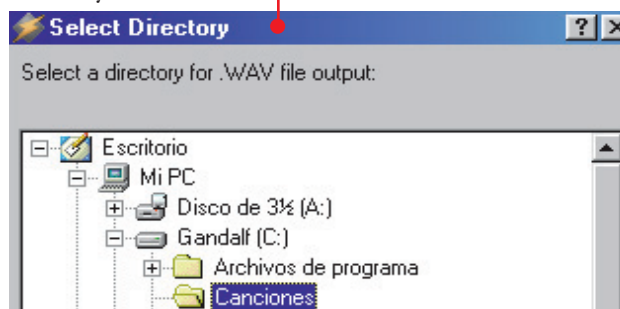 Select Directory
Select a directory for .WAV file output:
Escritorio
Mi PC
Disco de 3½ (A:)
Gandalf (C:)
Archivos de programa
Canciones